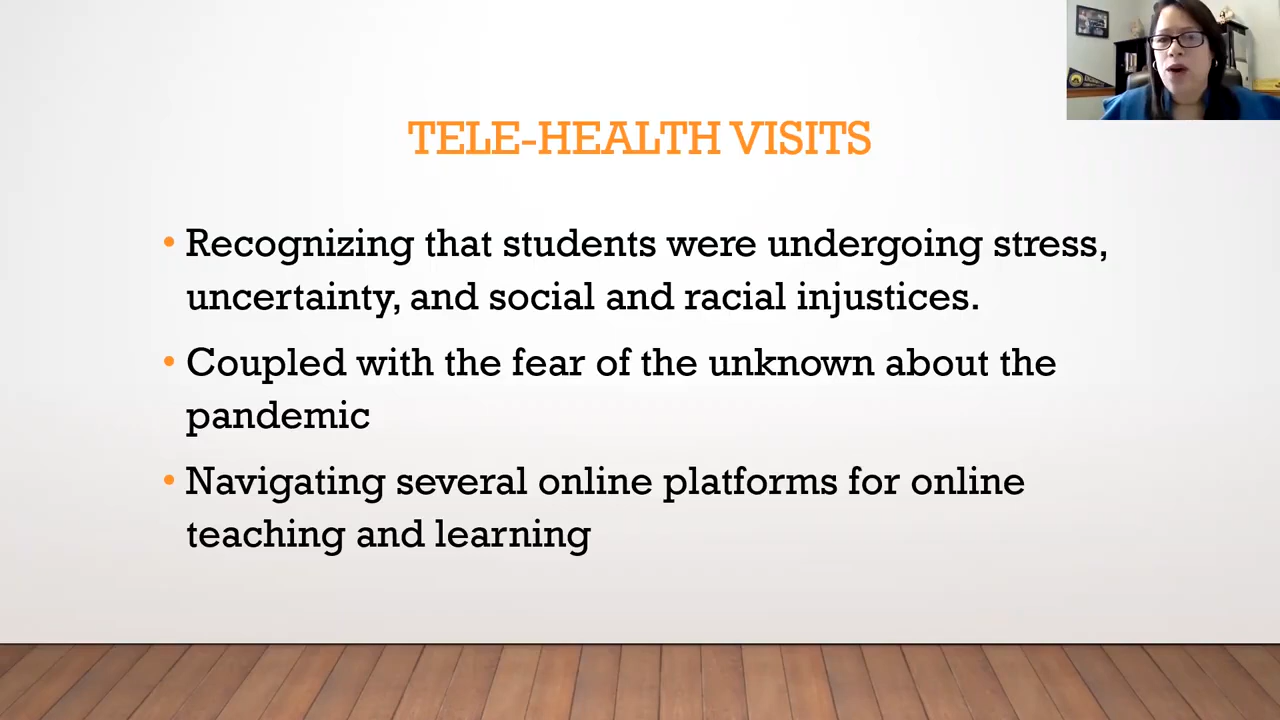 TELE-HEALTH VISITS
• Recognizing that students were undergoing stress,
uncertainty, and social and racial injustices.
• Coupled with the fear of the unknown about the
pandemic
• Navigating several online platforms for online
teaching and learning